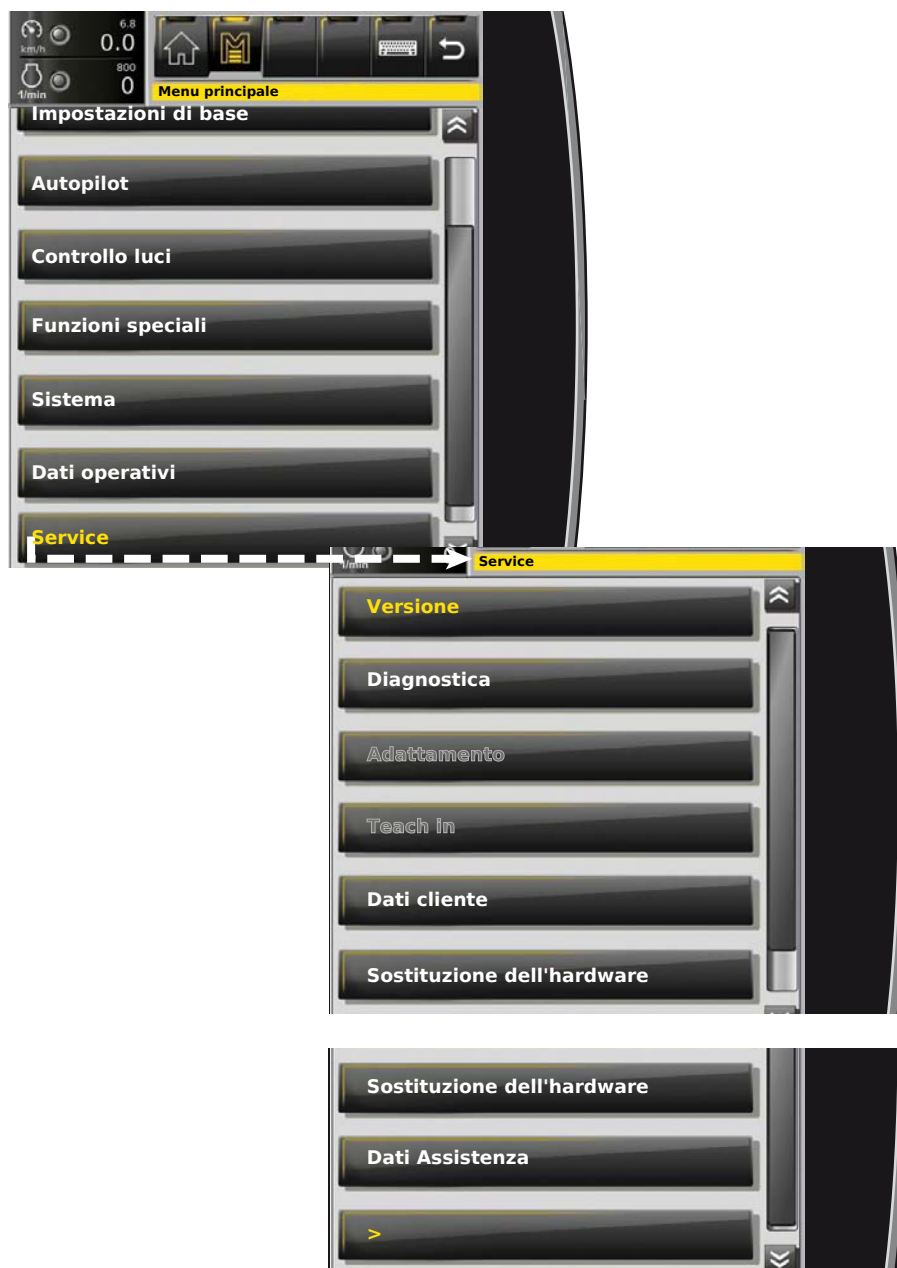 6.8
km/h 0.0
800
1/min 0
Menu principale
Impostazioni di base
Autopilot
Controllo luci
Funzioni speciali
Sistema
Dati operativi
Service
1/min
Service
Versione
Diagnostica
Adattamento
Teach in
Dati cliente
Sostituzione dell'hardware
Sostituzione dell'hardware
Dati Assistenza
>